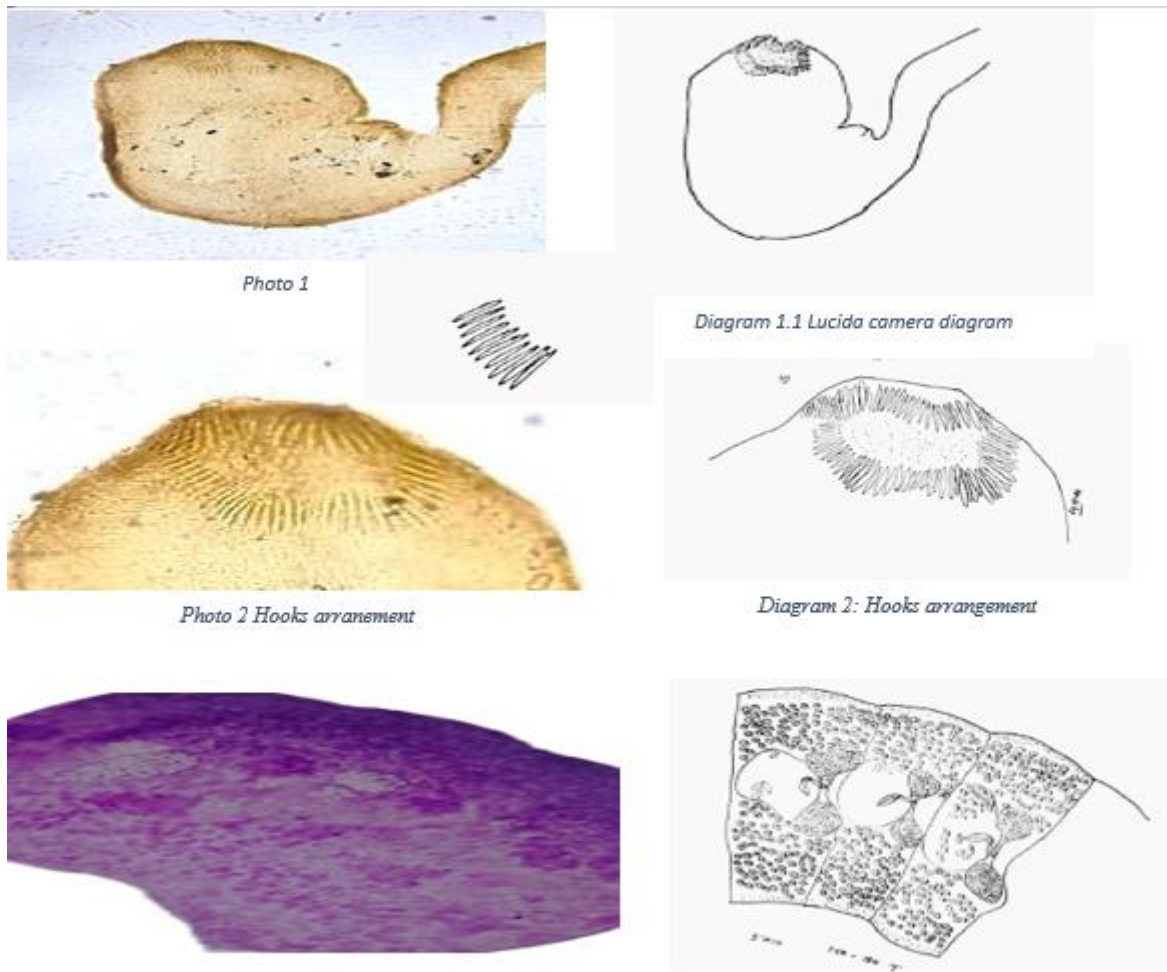 Photo 1
Diagram 1.1 Lucida camera diagram
Photo 2 Hooks arranement
Diagram 2: Hooks arrangement